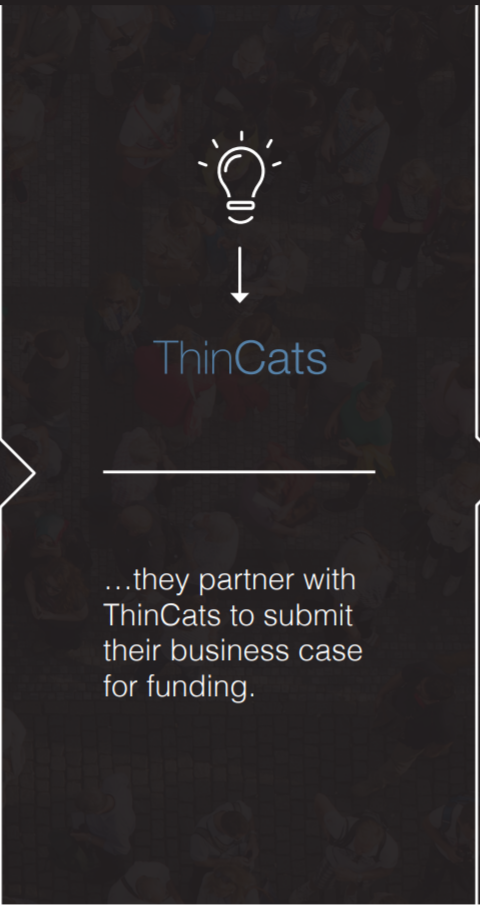 ThinCats
…they partner with
ThinCats to submit
their business case
for funding.